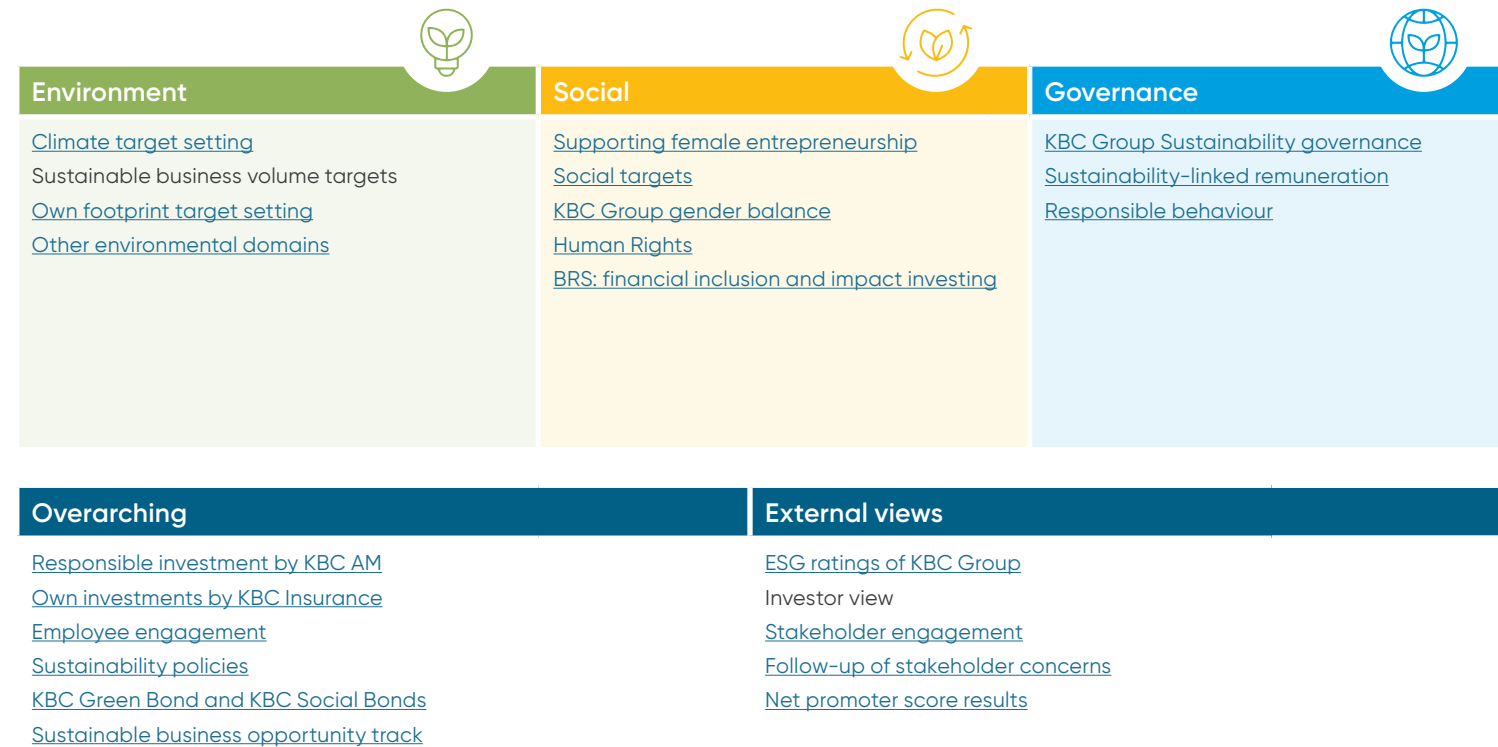 Environment
Climate target setting
Sustainable business volume targets
Own footprint target setting
Other environmental domains
Social
Supporting female entrepreneurship
Social targets
KBC Group gender balance
Human Rights
BRS: financial inclusion and impact investing
Governance
KBC Group Sustainability governance
Sustainability-linked remuneration
Responsible behaviour
Overarching
Responsible investment by KBC AM
Own investments by KBC Insurance
Employee engagement
Sustainability policies
KBC Green Bond and KBC Social Bonds
Sustainable business opportunity track
External views
ESG ratings of KBC Group
Investor view
Stakeholder engagement
Follow-up of stakeholder concerns
Net promoter score results